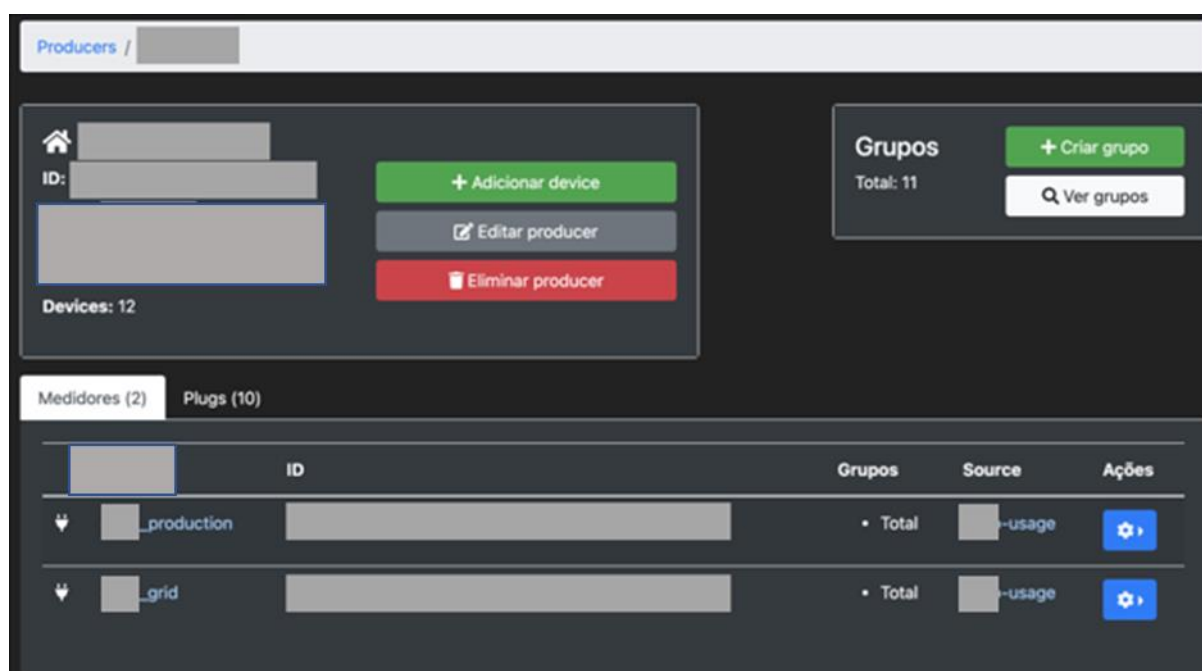 Producers /
ID:
Adicionar device
Editar producer
Eliminar producer
Devices: 12
Grupos
Total: 11
Criar grupo
Ver grupos
Medidores (2) Plugs (10)
ID Grupos Source Ações
_production • Total -usage
_grid • Total -usage